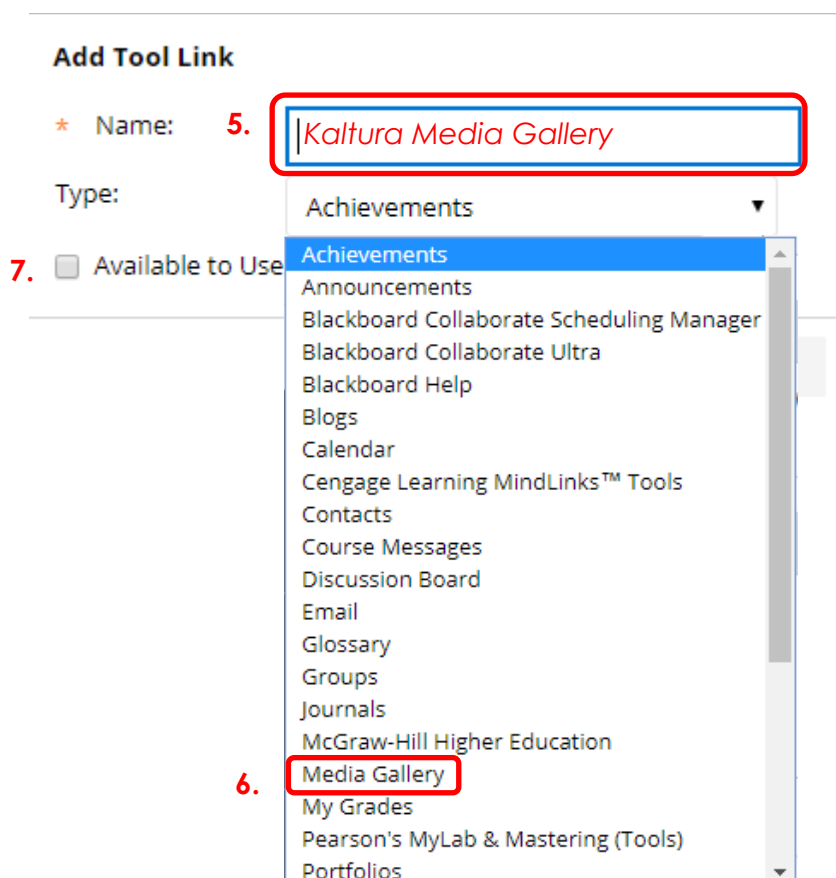 Add Tool Link
* Name: 5. Kaltura Media Gallery
Type: Achievements
7. Available to Use
Achievements
Announcements
Blackboard Collaborate Scheduling Manager
Blackboard Collaborate Ultra
Blackboard Help
Blogs
Calendar
Cengage Learning MindLinks™ Tools
Contacts
Course Messages
Discussion Board
Email
Glossary
Groups
Journals
McGraw-Hill Higher Education
6. Media Gallery
My Grades
Pearson's MyLab & Mastering (Tools)
Portfolios